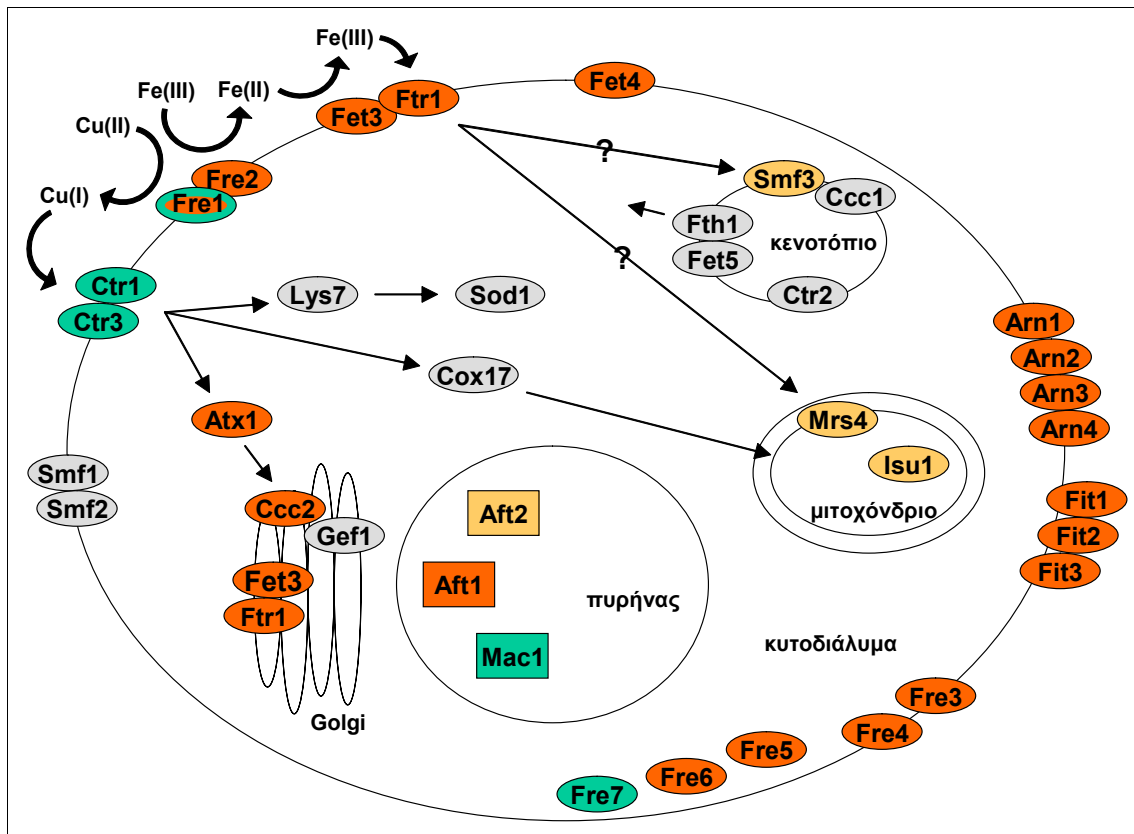 Fe(III)
Fe(III)
Fe(II)
Cu(II)
Cu(I)
Fet3
Ftr1
Fet4
Fre2
Fre1
?
?
Smf3
Ccc1
Fth1
κενοτόπιο
Fet5
Ctr2
Ctr1
Ctr3
Lys7
Sod1
Cox17
Atx1
Arn1
Arn2
Arn3
Arn4
Mrs4
Isu1
μιτοχόνδριο
Smf1
Smf2
Ccc2
Gef1
Fet3
Ftr1
Golgi
Aft2
Aft1
πυρήνας
Mac1
Fit1
Fit2
Fit3
κυτοδιάλυμα
Fre3
Fre4
Fre5
Fre6
Fre7